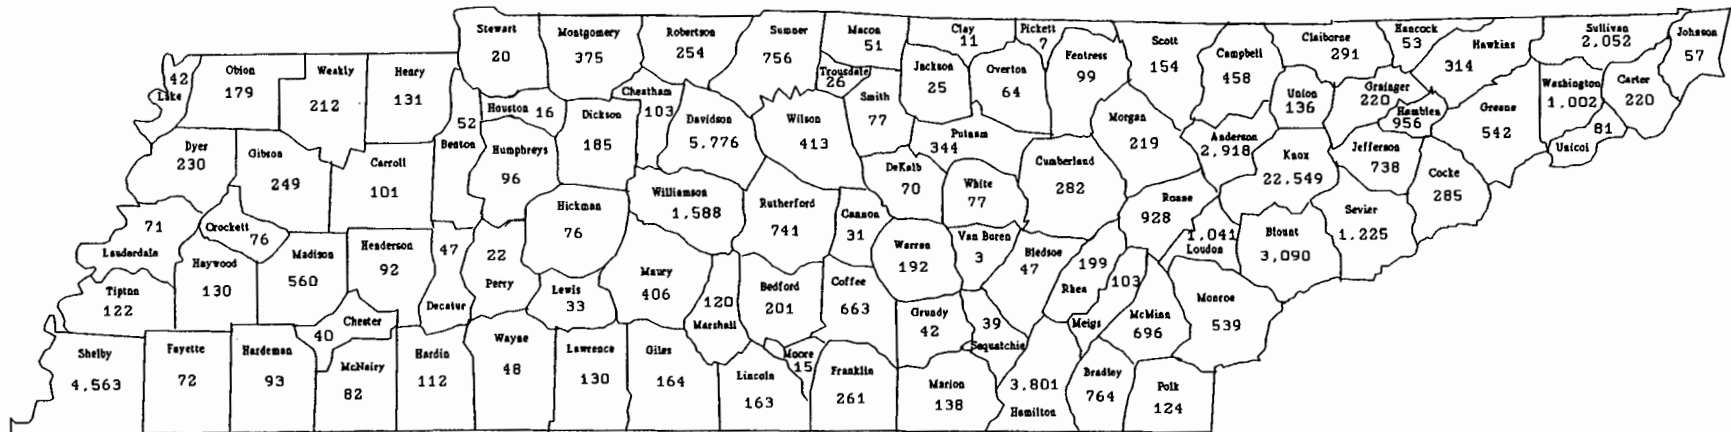 Stewart
20
Montgomery
375
Robertson
254
Sumner
756
Macon
51
Clay
11
Pickett
7
Fentress
99
Scott
154
Campbell
458
Claiborne
291
Hancock
53
Hawkins
314
Sullivan
2,052
Johnson
57
42
Lake
Obion
179
Weakly
212
Henry
131
52
Benton
Houston 16
Dickson
185
Cheatham
103
Davidson
5,776
Wilson
413
Trousdale
26
Smith
77
Jackson
25
Overton
64
Putnam
344
Morgan
219
Anderson
2,918
Union
136
Grainger
220
Hamblen
956
Greene
542
Washington
1,002
Carter
220
81
Unicoi
Dyer
230
Gibson
249
Carroll
101
Humphreys
96
Hickman
76
Williamson
1,588
Rutherford
741
Cannon
31
DeKalb
70
White
77
Cumberland
282
Roane
928
Knox
22,549
Jefferson
738
Cocke
285
Sevier
1,225
Blount
3,090
1,041
Loudon
71
Lauderdale
Crockett
76
Haywood
130
Madison
560
Henderson
92
47
Decatur
22
Perry
Lewis
33
Maury
406
120
Marshall
Bedford
201
Coffee
663
Warren
192
Van Buren
3
Bledsoe
47
199
Rhea
103
Meigs
McMinn
696
Monroe
539
Tipton
122
Shelby
4,563
Fayette
72
Hardeman
93
40
Chester
McNairy
82
Hardin
112
Wayne
48
Lawrence
130
Giles
164
Lincoln
163
Moore
15
Franklin
261
Grundy
42
39
Sequatchie
Marion
138
3,801
Hamilton
Bradley
764
Polk
124